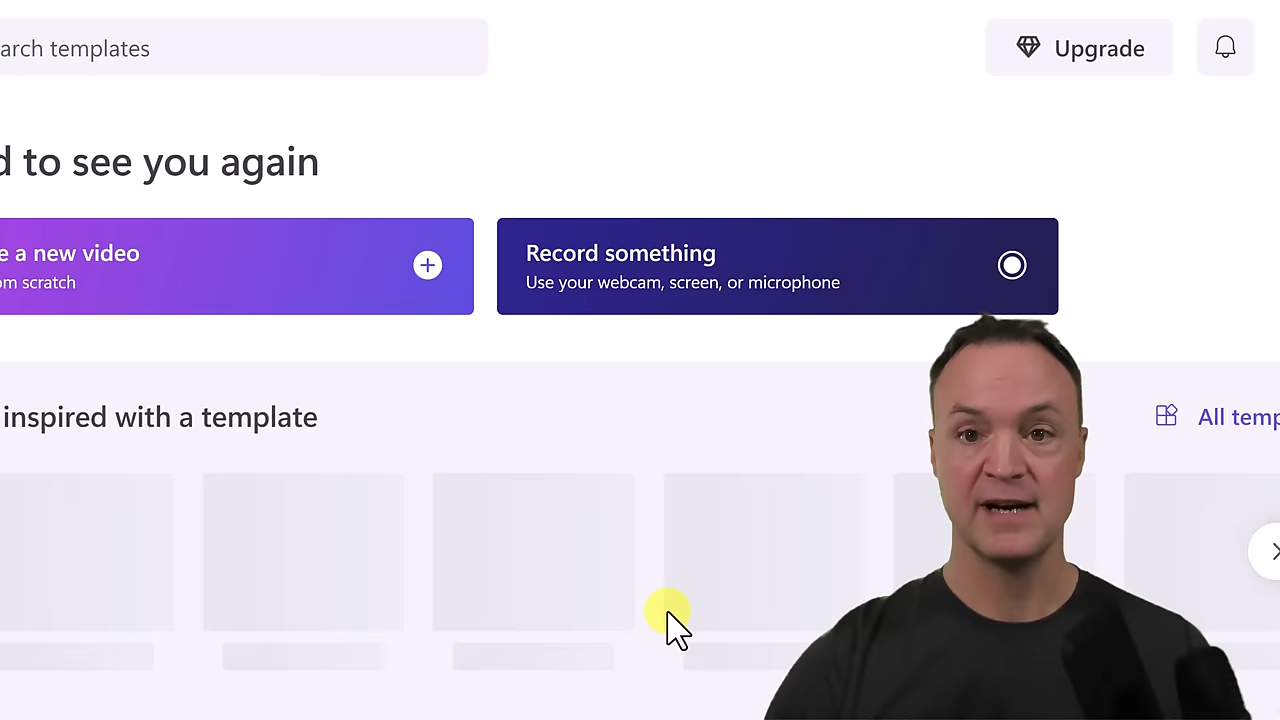 arch templates
Upgrade
d to see you again
e a new video
om scratch
Record something
Use your webcam, screen, or microphone
inspired with a template
All temp